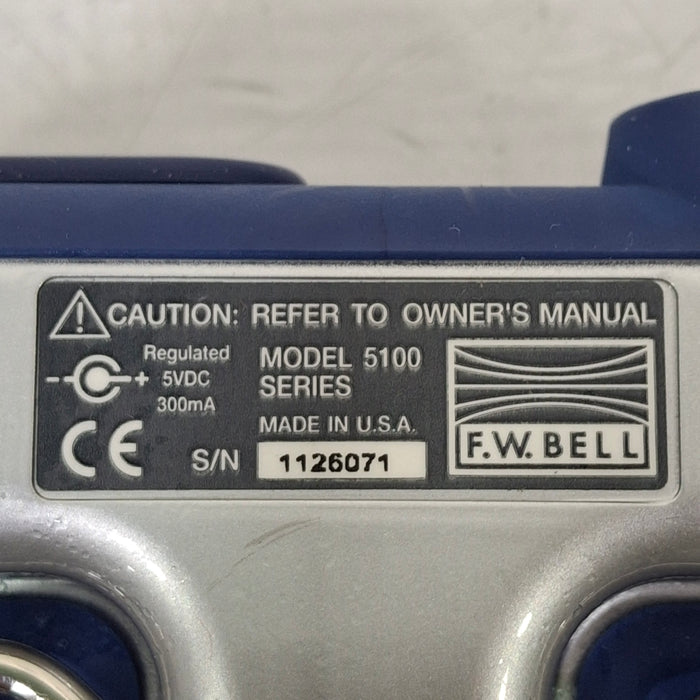 CAUTION: REFER TO OWNER'S MANUAL
Regulated
5VDC
300mA
- +
MODEL 5100
SERIES
MADE IN U.S.A.
CE
S/N 1126071
F.W. BELL